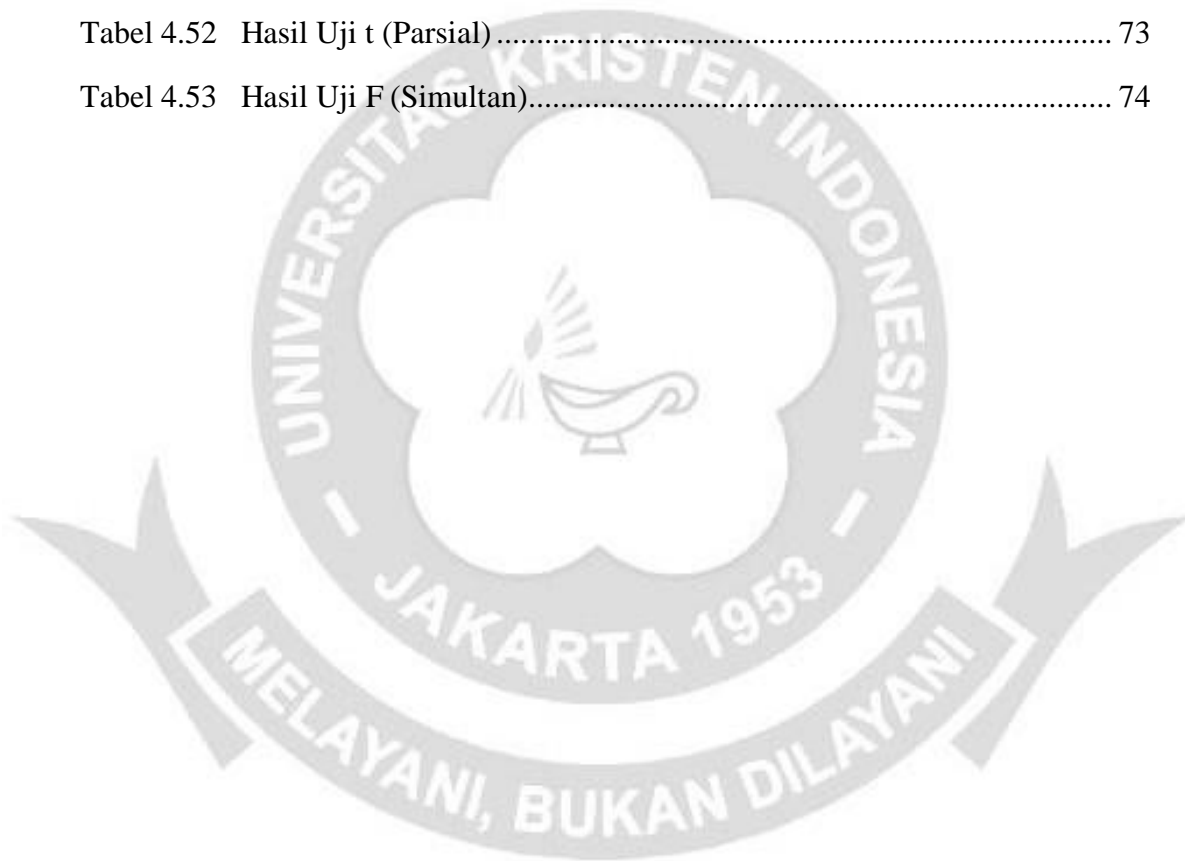 Tabel 4.52 Hasil Uji t (Parsial) ............................................................................. 73
Tabel 4.53 Hasil Uji F (Simultan)......................................................................... 74
UNIVERSITAS KRISTEN INDONESIA
- JAKARTA 1953 -
MELAYANI, BUKAN DILAYANI